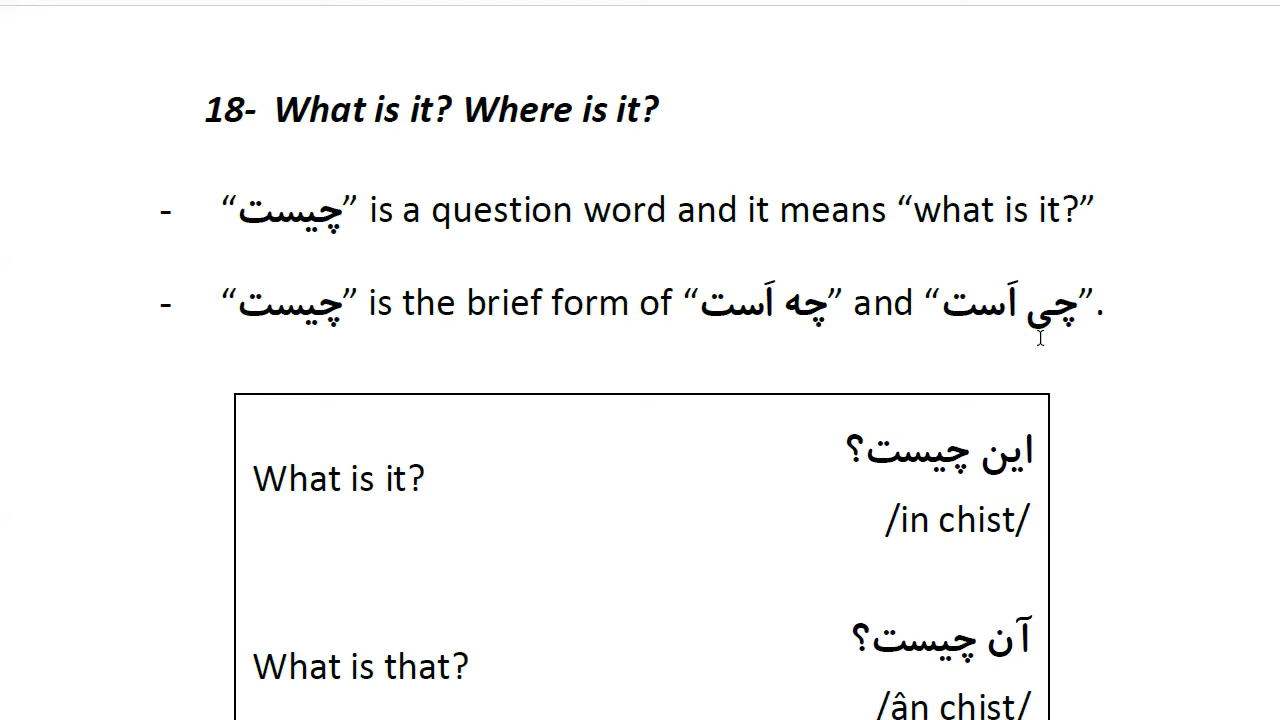 18- What is it? Where is it?
- “چیست” is a question word and it means “what is it?”
- “چیست” is the brief form of “چه اَست” and “چی اَست”.
What is it?
این چیست؟
/in chist/
What is that?
آن چیست؟
/ân chist/